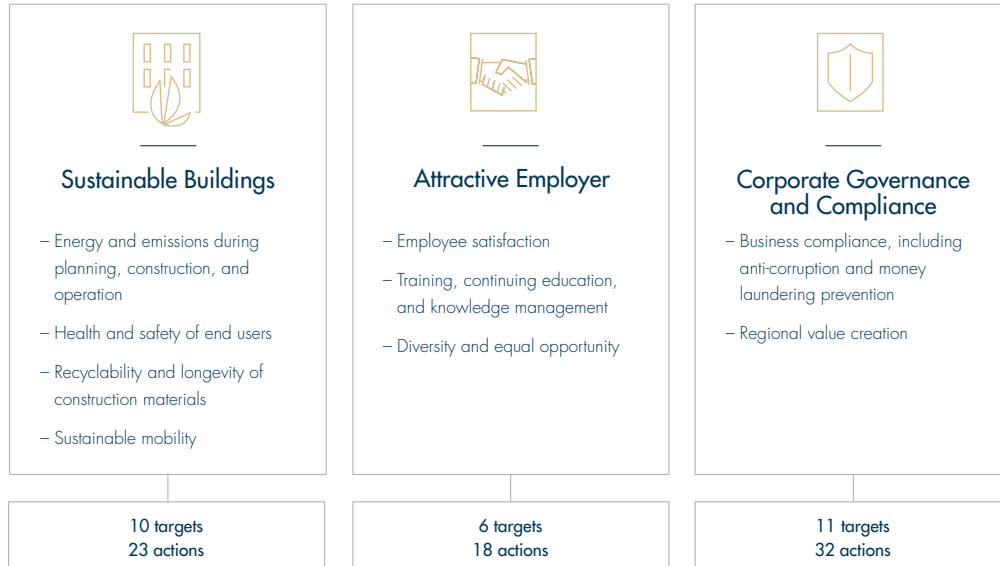 Sustainable Buildings
– Energy and emissions during
planning, construction, and
operation
– Health and safety of end users
– Recyclability and longevity of
construction materials
– Sustainable mobility
10 targets
23 actions
Attractive Employer
– Employee satisfaction
– Training, continuing education,
and knowledge management
– Diversity and equal opportunity
6 targets
18 actions
Corporate Governance
and Compliance
– Business compliance, including
anti-corruption and money
laundering prevention
– Regional value creation
11 targets
32 actions